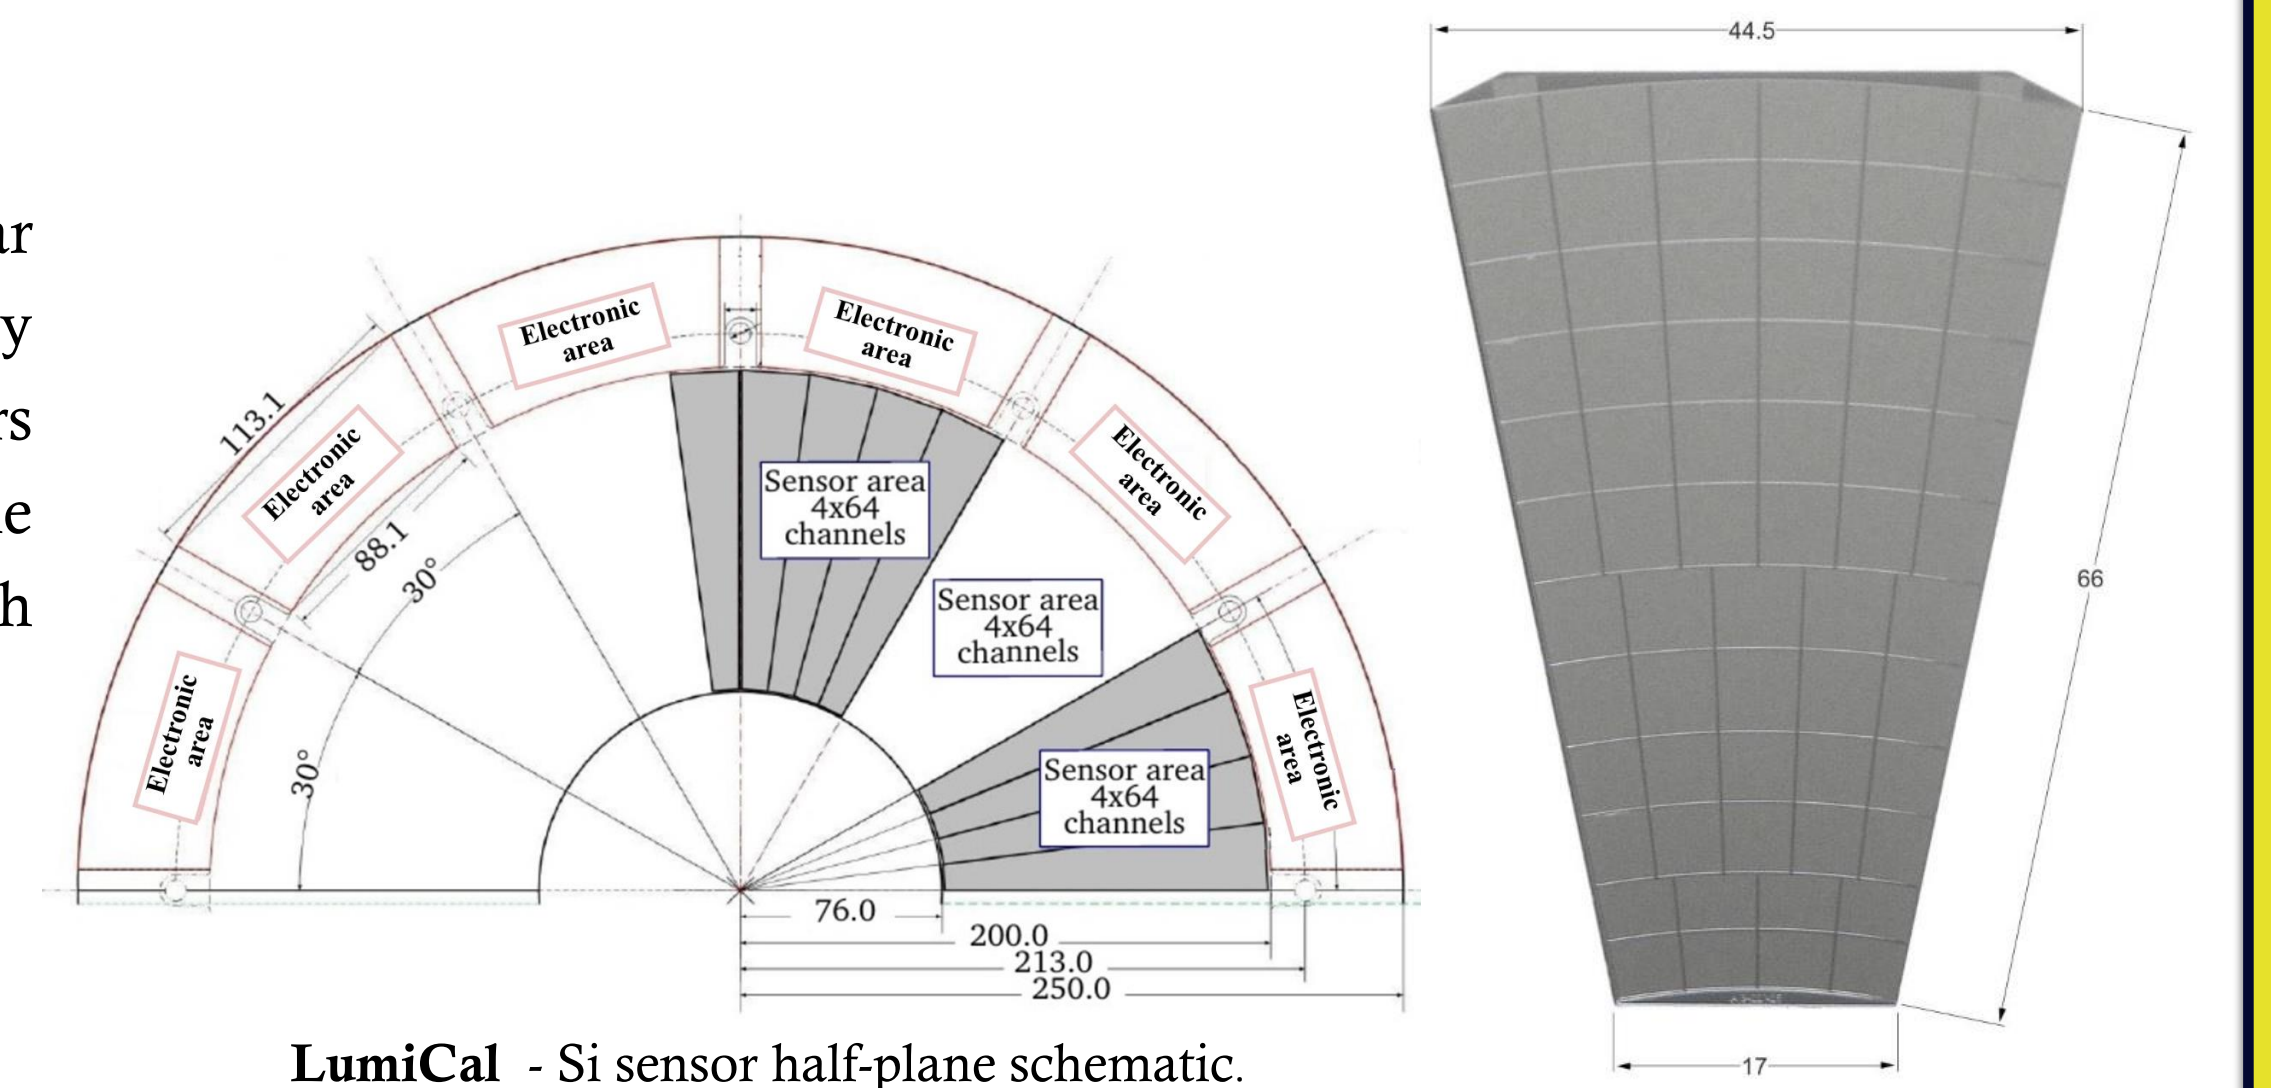 ar
y
rs
le
h
44.5
66
17
113.1
88.1
30°
30°
Electronic
area
Electronic
area
Electronic
area
Electronic
area
Electronic
area
Electronic
area
Sensor area
4x64
channels
Sensor area
4x64
channels
Sensor area
4x64
channels
76.0
200.0
213.0
250.0
LumiCal - Si sensor half-plane schematic.